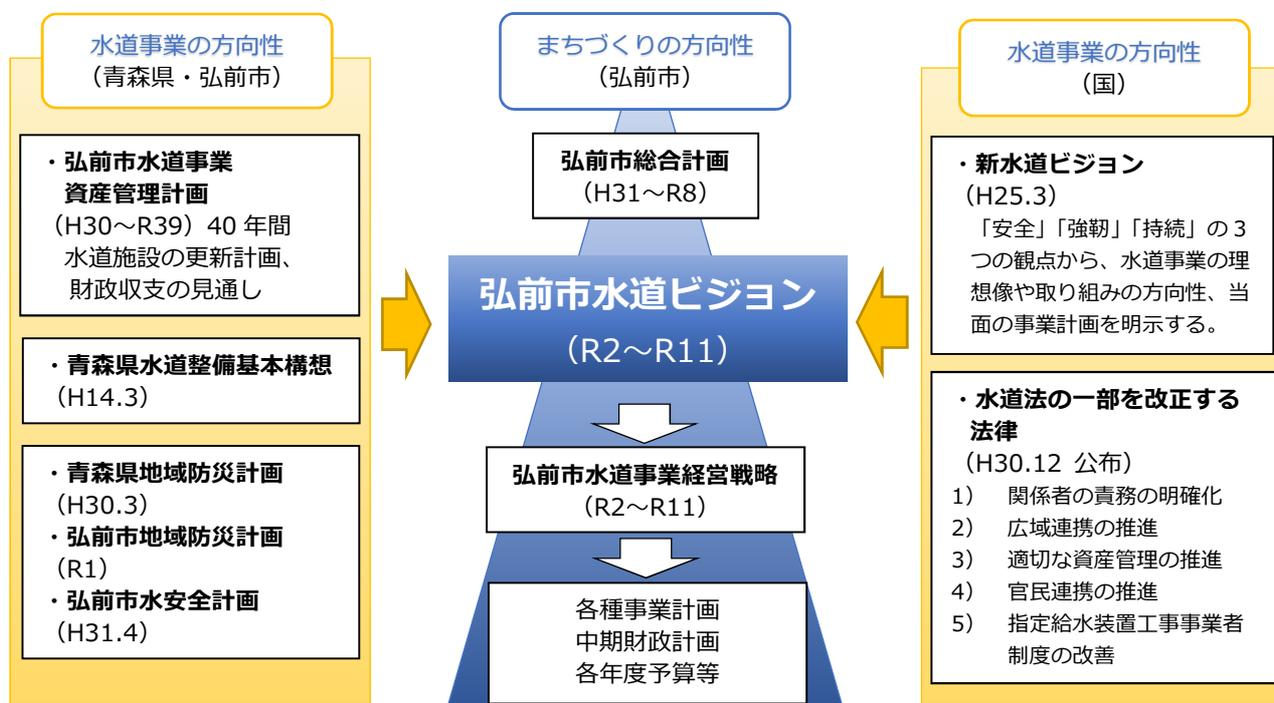 水道事業の方向性
（青森県・弘前市）
・弘前市水道事業
資産管理計画
（H30～R39）40 年間
水道施設の更新計画、
財政収支の見通し
・青森県水道整備基本構想
（H14.3）
・青森県地域防災計画
（H30.3）
・弘前市地域防災計画
（R1）
・弘前市水安全計画
（H31.4）
まちづくりの方向性
（弘前市）
弘前市総合計画
（H31～R8）
弘前市水道ビジョン
（R2～R11）
弘前市水道事業経営戦略
（R2～R11）
各種事業計画
中期財政計画
各年度予算等
水道事業の方向性
（国）
・新水道ビジョン
（H25.3）
「安全」「強靭」「持続」の３
つの観点から、水道事業の理
想像や取り組みの方向性、当
面の事業計画を明示する。
・水道法の一部を改正する
法律
（H30.12 公布）
1） 関係者の責務の明確化
2） 広域連携の推進
3） 適切な資産管理の推進
4） 官民連携の推進
5） 指定給水装置工事事業者
制度の改善